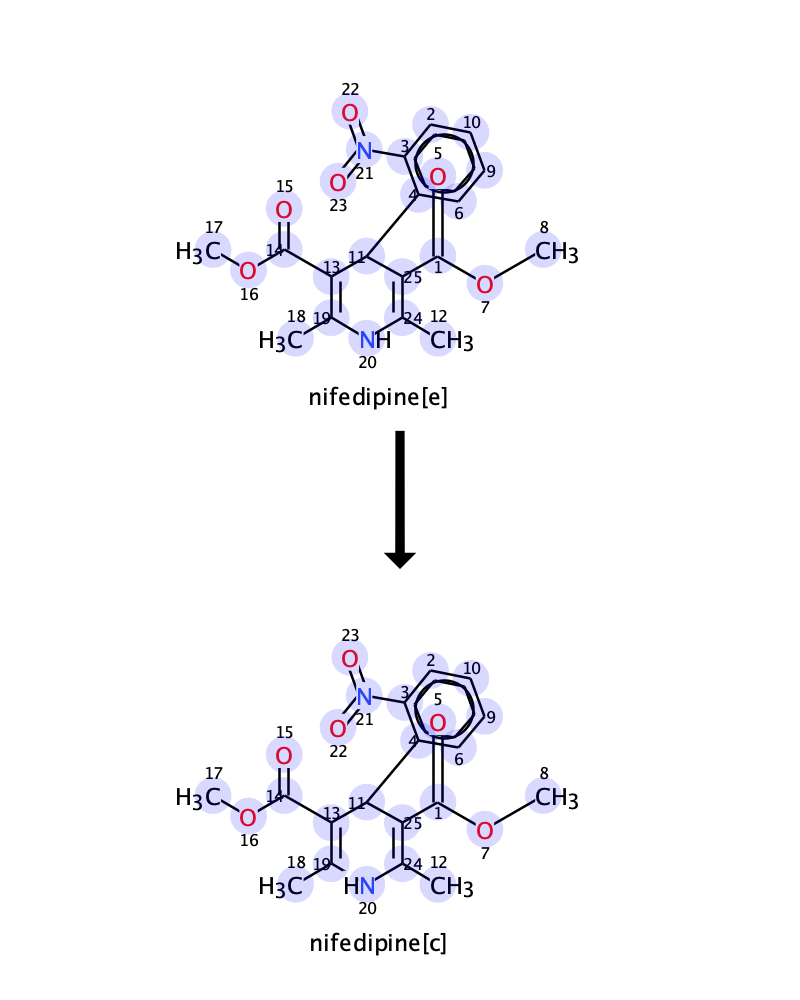 22
O
2 10
3 5
N 9
21 O
O 4 6
23
15
O
17 8
H3C 14 11 1 CH3
O 13 25 O
16 7
18 19 24 12
H3C NH CH3
20
nifedipine[e]
23
O
2 10
3 5
N 9
21 O
O 4 6
22
15
O
17 8
H3C 14 11 1 CH3
O 13 25 O
16 7
18 19 24 12
H3C HN CH3
20
nifedipine[c]